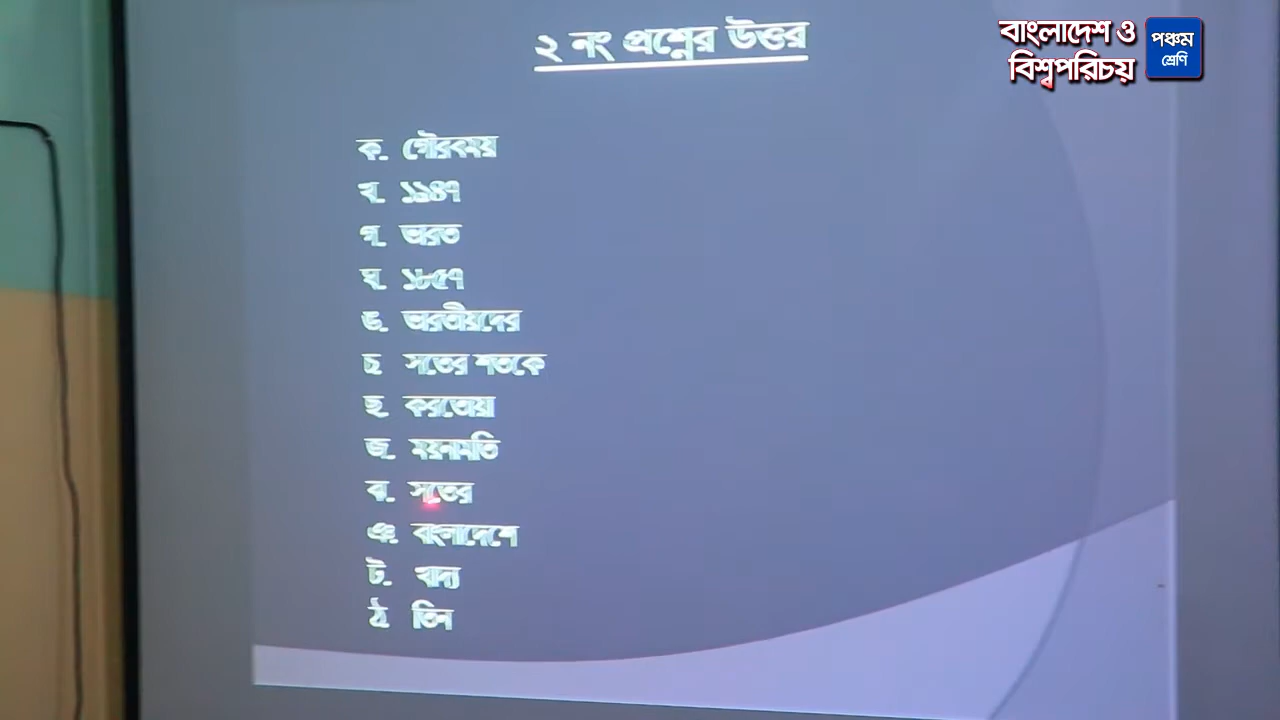 ২ নং প্রশ্নের উত্তর
বাংলাদেশ ও
বিশ্বপরিচয়
পঞ্চম
শ্রেণি
ক. গৌরবময়
খ. ১৯৪৭
গ. ভারত
ঘ. ১৮৫৭
ঙ. ভারতীয়দের
চ. সতের শতকে
ছ. করতোয়া
জ. ময়নামতি
ঝ. সতের
ঞ. বাংলাদেশে
ট. খাদ্য
ঠ. তিন